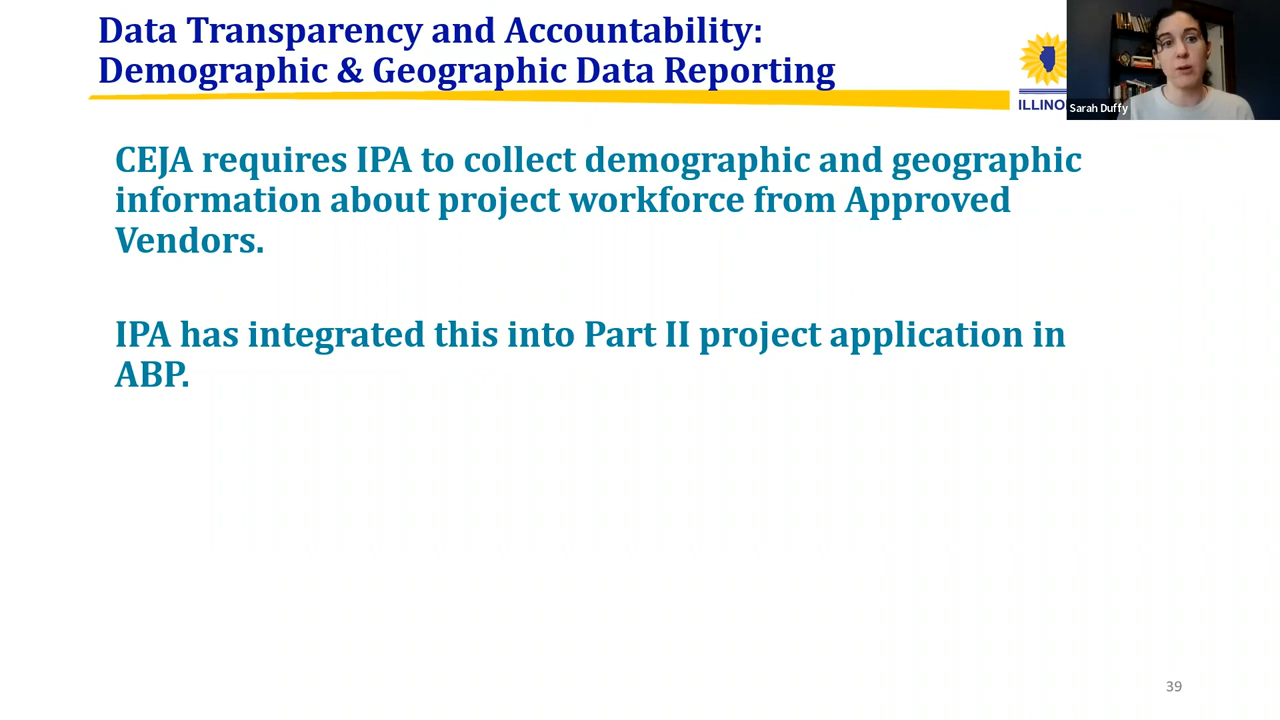 Data Transparency and Accountability:
Demographic & Geographic Data Reporting
ILLINO
Sarah Duffy
CEJA requires IPA to collect demographic and geographic
information about project workforce from Approved
Vendors.
IPA has integrated this into Part II project application in
ABP.
39